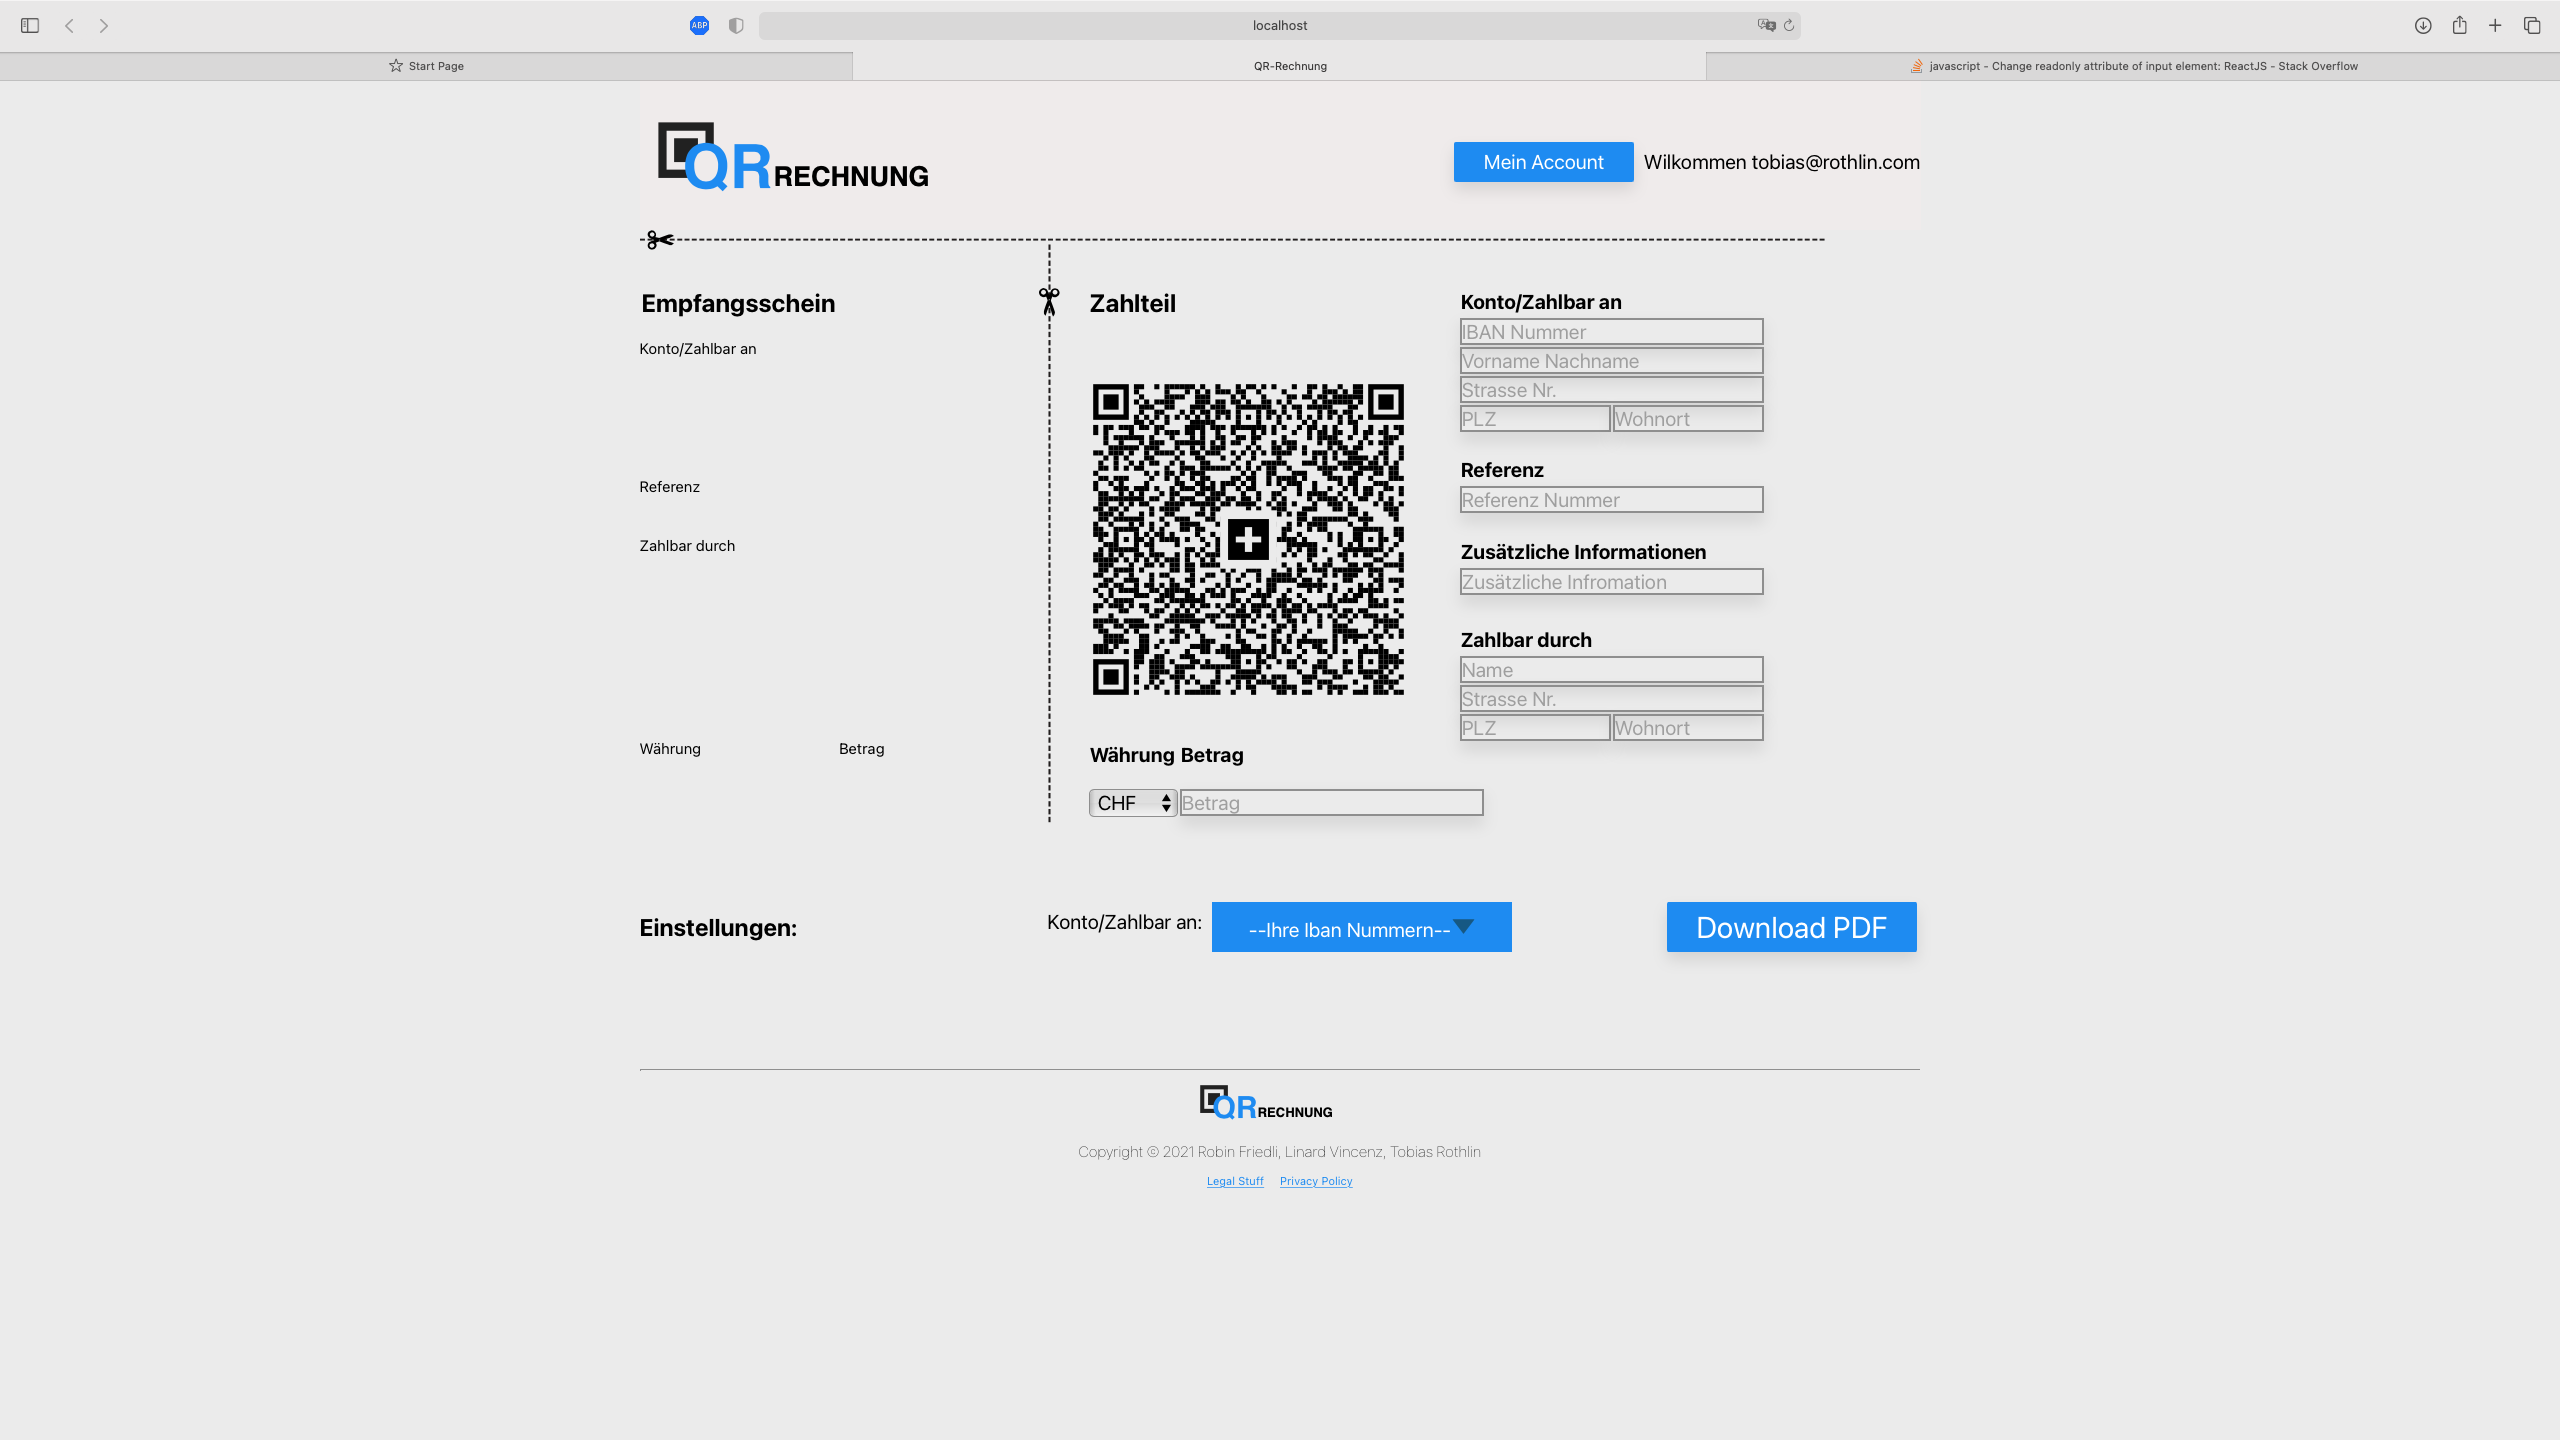 ABP
localhost
Start Page
QR-Rechnung
javascript - Change readonly attribute of input element: ReactJS - Stack Overflow
QR RECHNUNG
Mein Account
Wilkommen tobias@rothlin.com
Empfangsschein
Konto/Zahlbar an
Referenz
Zahlbar durch
Währung
Betrag
Zahlteil
Währung Betrag
CHF
Betrag
Konto/Zahlbar an
IBAN Nummer
Vorname Nachname
Strasse Nr.
PLZ
Wohnort
Referenz
Referenz Nummer
Zusätzliche Informationen
Zusätzliche Infromation
Zahlbar durch
Name
Strasse Nr.
PLZ
Wohnort
Einstellungen:
Konto/Zahlbar an:
--Ihre Iban Nummern--
Download PDF
QR RECHNUNG
Copyright © 2021 Robin Friedli, Linard Vincenz, Tobias Rothlin
Legal Stuff
Privacy Policy